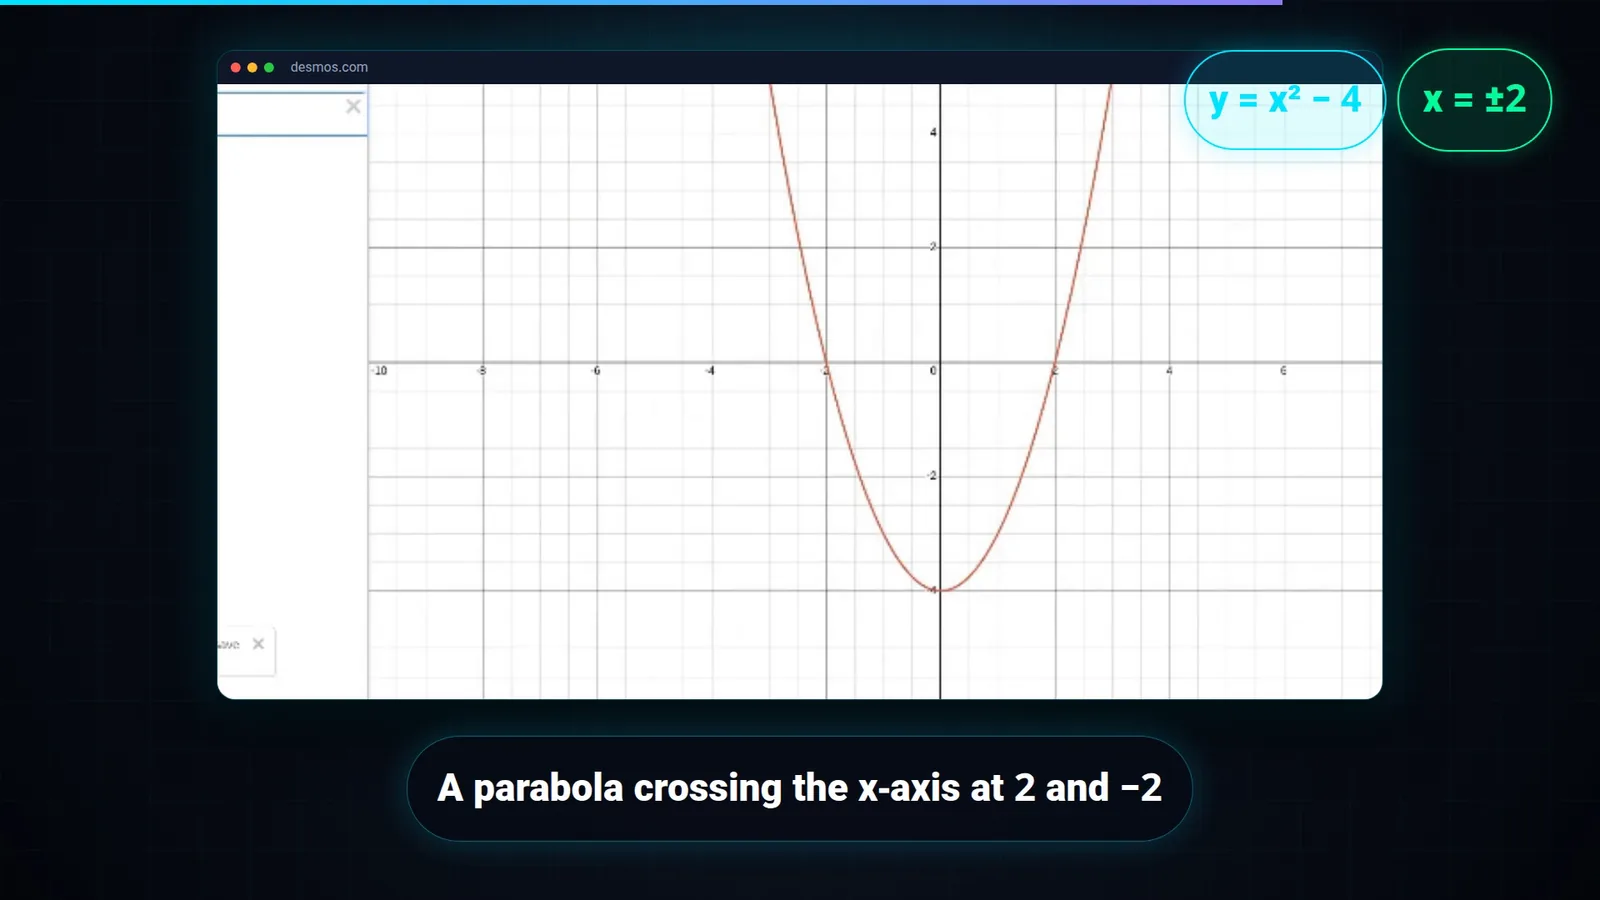 desmos.com
y = x² − 4
x = ±2
4
2
-10 -8 -6 -4 -2 0 2 4 6
-2
-4
ave
A parabola crossing the x-axis at 2 and −2